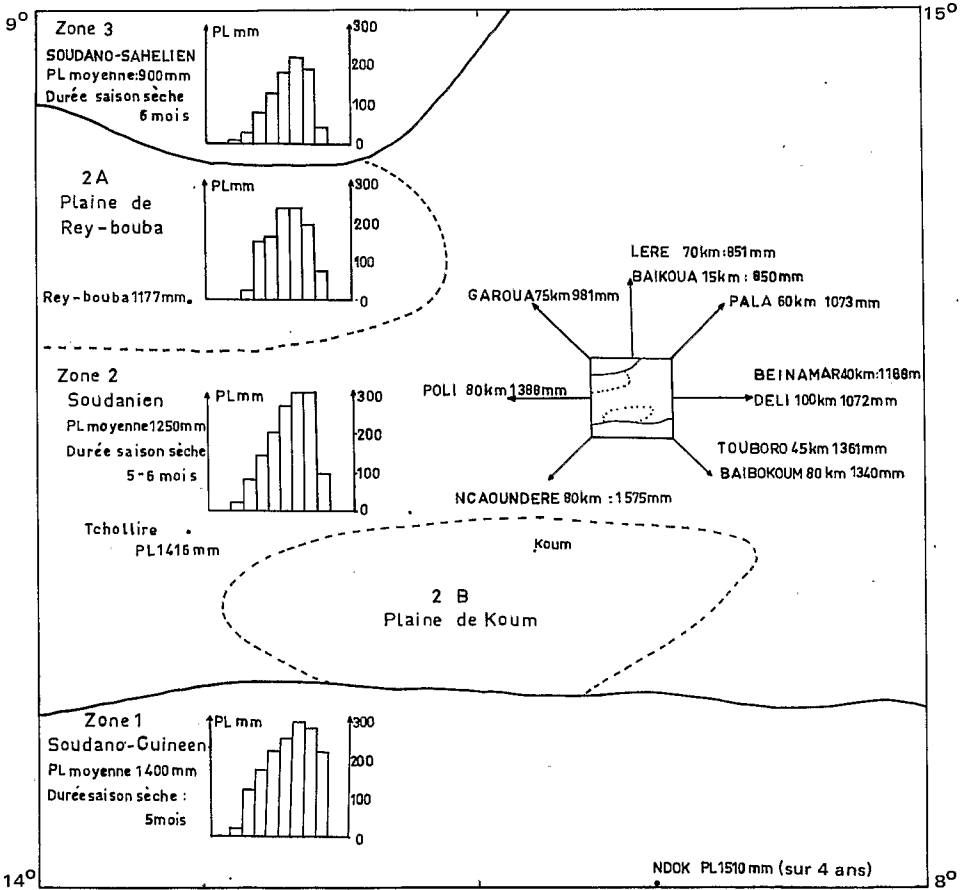 9°
15°
Zone 3
SOUDANO-SAHELIEN
PL moyenne:900mm
Durée saison sèche
6 mois
PL mm
300
200
100
0
2A
Plaine de
Rey-bouba
Rey-bouba 1177mm.
PLmm
300
200
100
0
LERE 70km:851mm
BAIKOUA 15km: 850mm
GAROUA 75km 981mm
PALA 60km 1073mm
POLI 80km 1388mm
BEINAMAR 40km:1188m
DELI 100km 1072mm
TOUBORO 45km 1361mm
BAIBOKOUM 80km 1340mm
NCAOUNDERE 80km : 1575mm
Zone 2
Soudanien
PL moyenne 1250mm
Durée saison sèche
5-6 mois
PLmm
300
200
100
0
Tchollire
PL1416mm
Koum
2 B
Plaine de Koum
Zone 1
Soudano-Guineen
PL moyenne 1400mm
Durée saison sèche :
5mois
PL mm
300
200
100
0
NDOK PL1510mm (sur 4 ans)
14°
8°